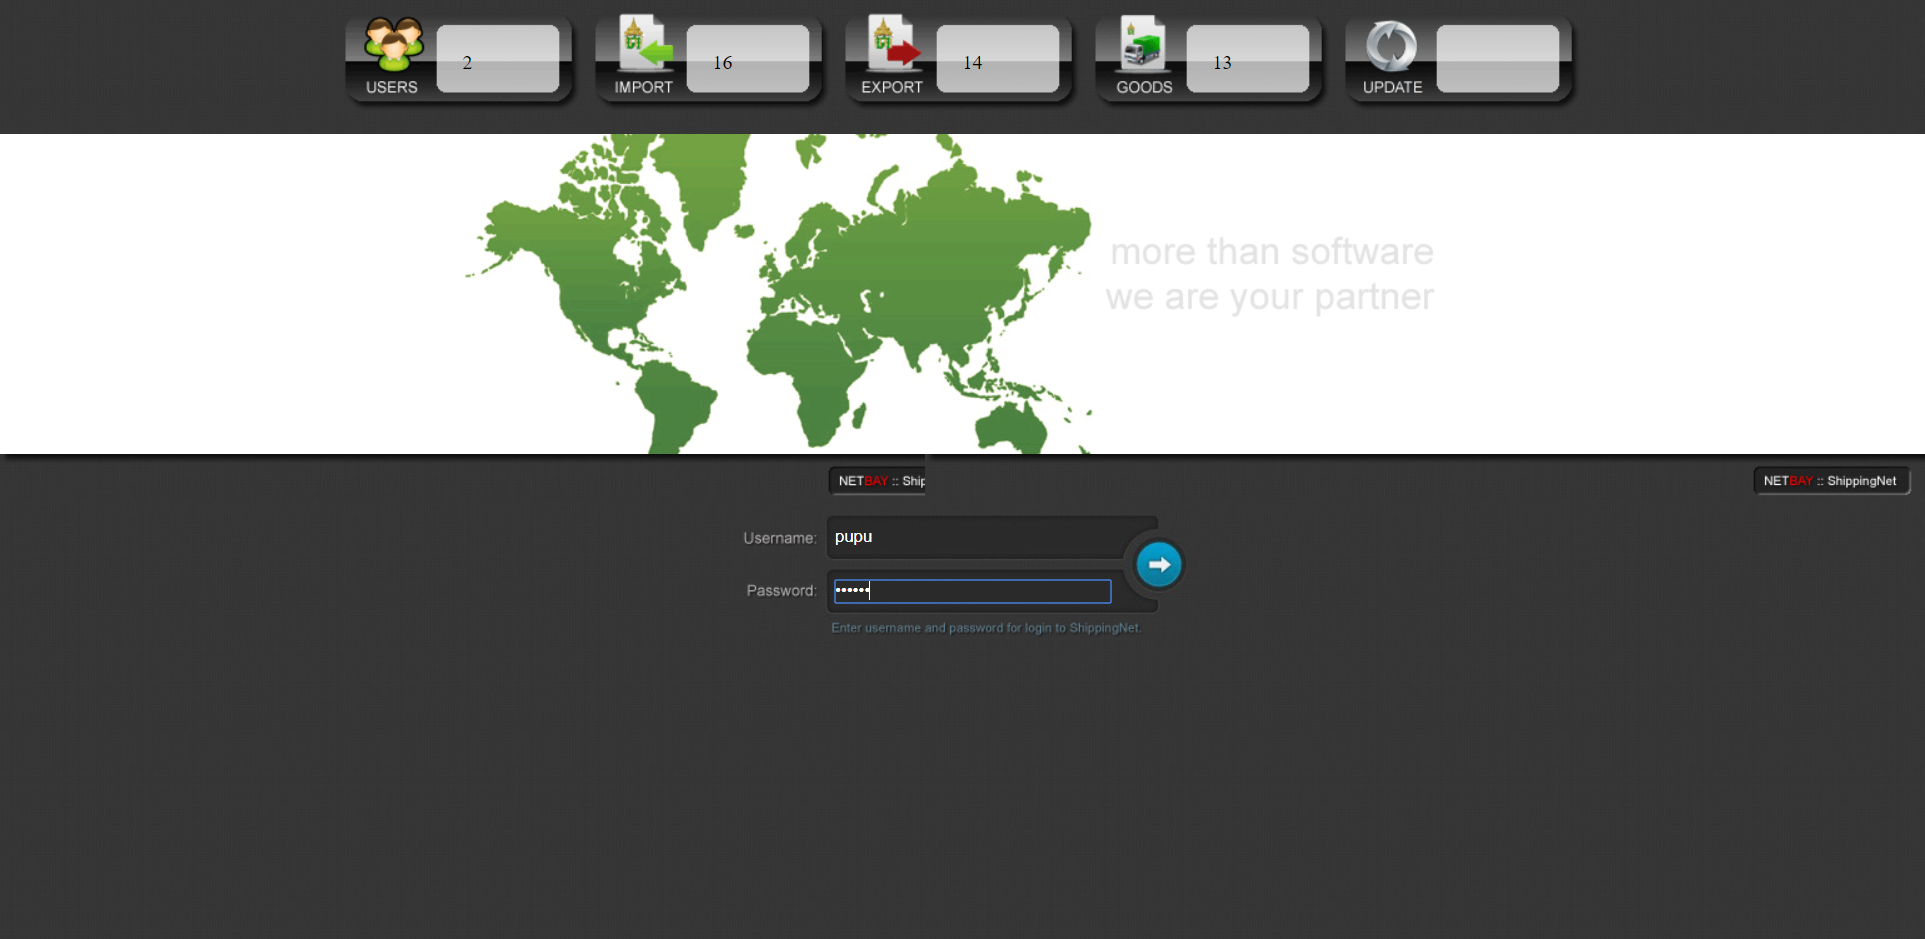 USERS 2
IMPORT 16
EXPORT 14
GOODS 13
UPDATE
more than software
we are your partner
NETBAY :: Ship
NETBAY :: ShippingNet
Username: pupu
Password: ••••••
Enter username and password for login to ShippingNet.